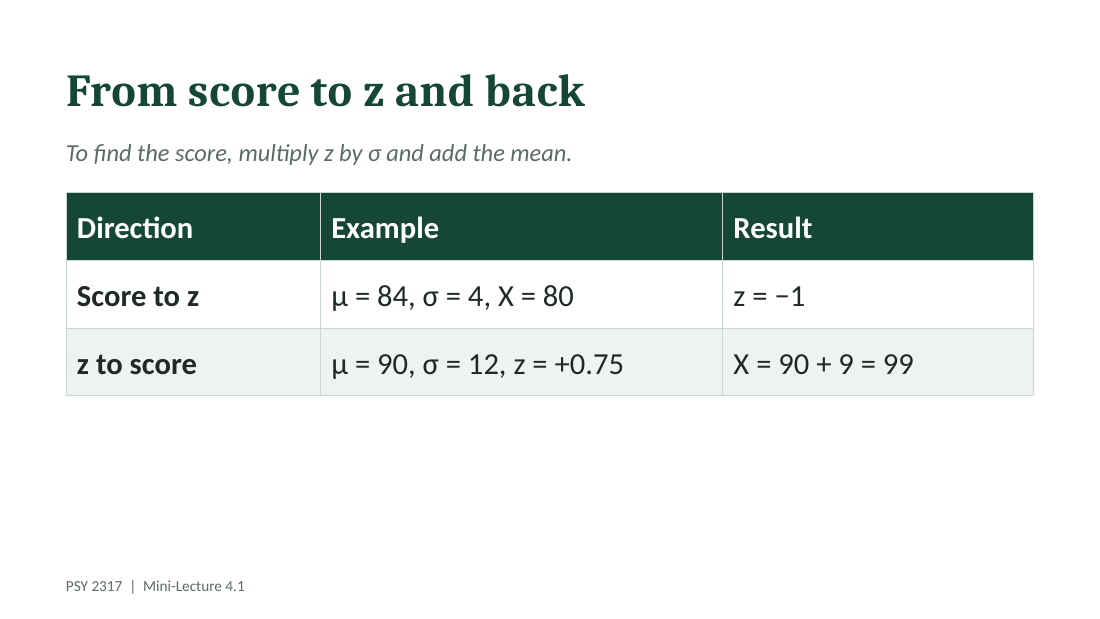 From score to z and back
To find the score, multiply z by σ and add the mean.
Direction Example Result
Score to z μ = 84, σ = 4, X = 80 z = −1
z to score μ = 90, σ = 12, z = +0.75 X = 90 + 9 = 99
PSY 2317 | Mini-Lecture 4.1